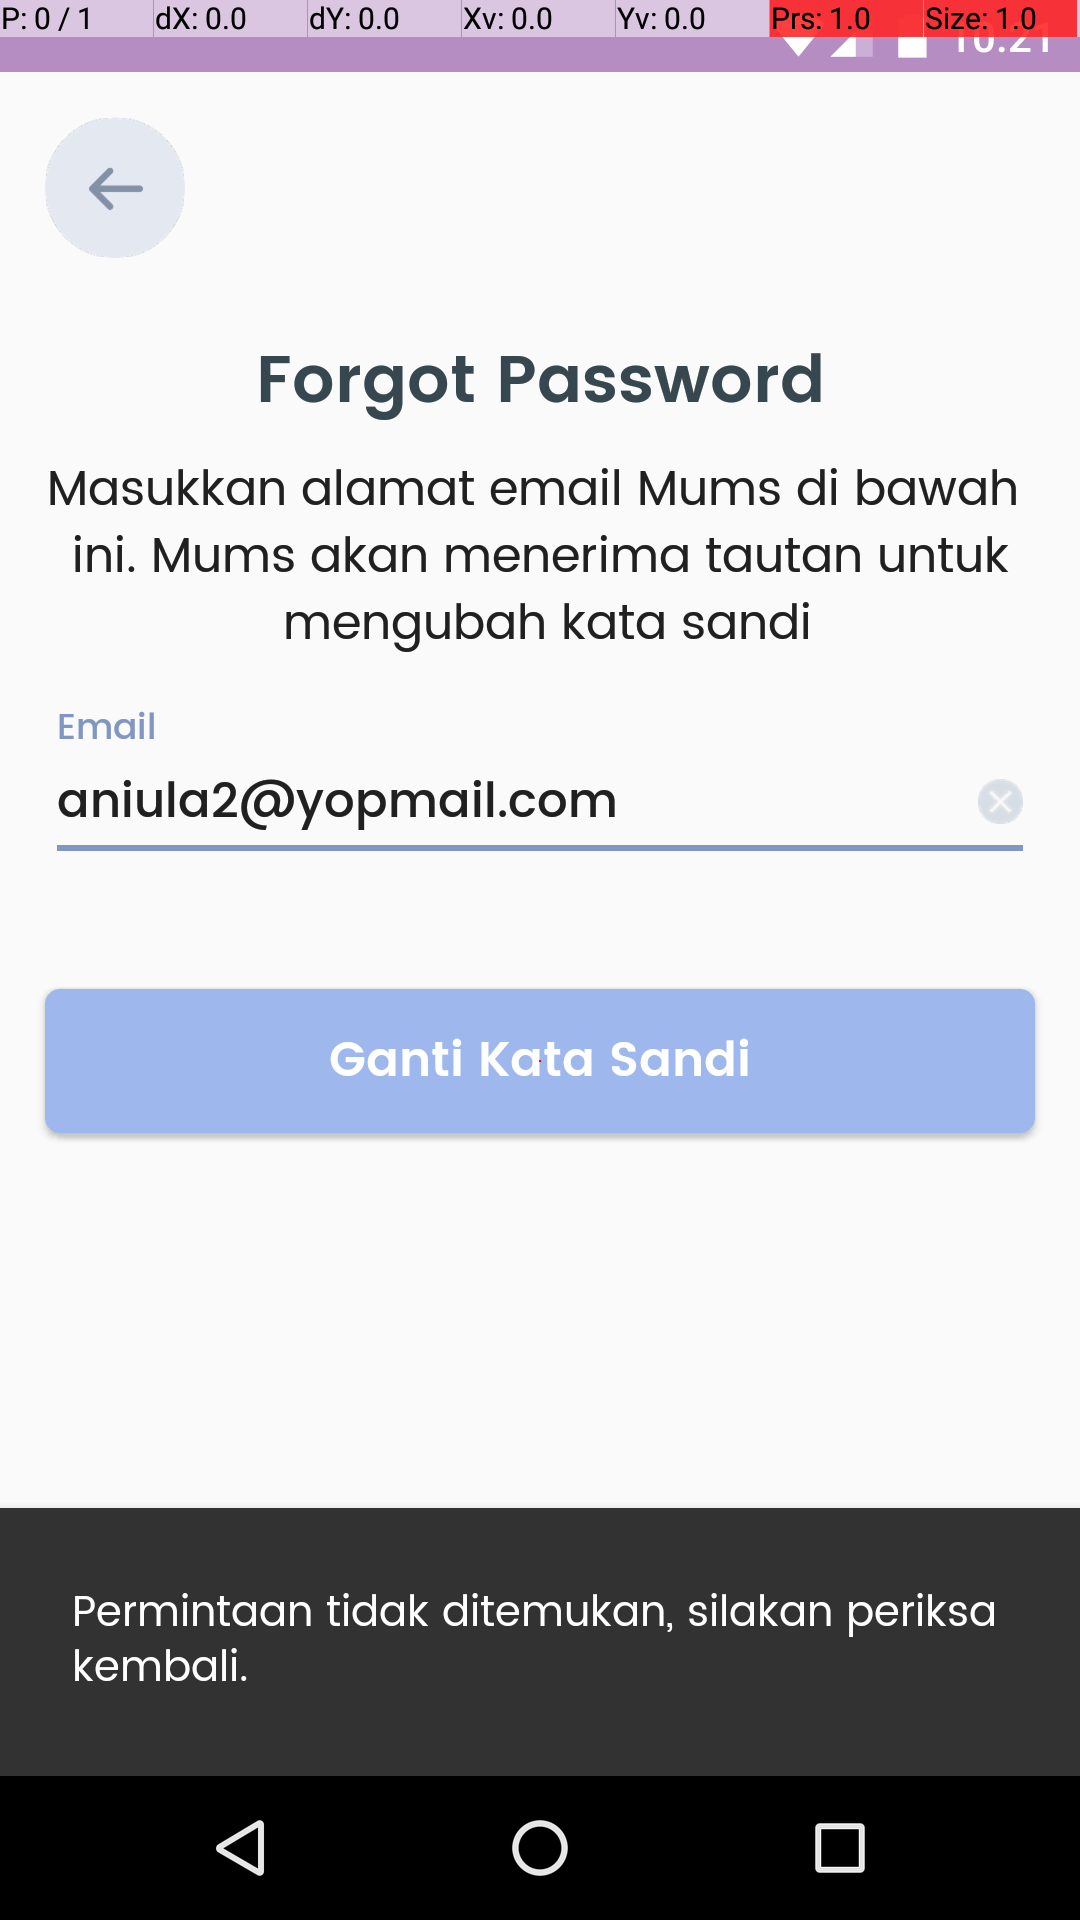 P: 0 / 1 dX: 0.0 dY: 0.0 Xv: 0.0 Yv: 0.0 Prs: 1.0 Size: 1.0
10:21
Forgot Password
Masukkan alamat email Mums di bawah
ini. Mums akan menerima tautan untuk
mengubah kata sandi
Email
aniula2@yopmail.com
Ganti Kata Sandi
Permintaan tidak ditemukan, silakan periksa
kembali.